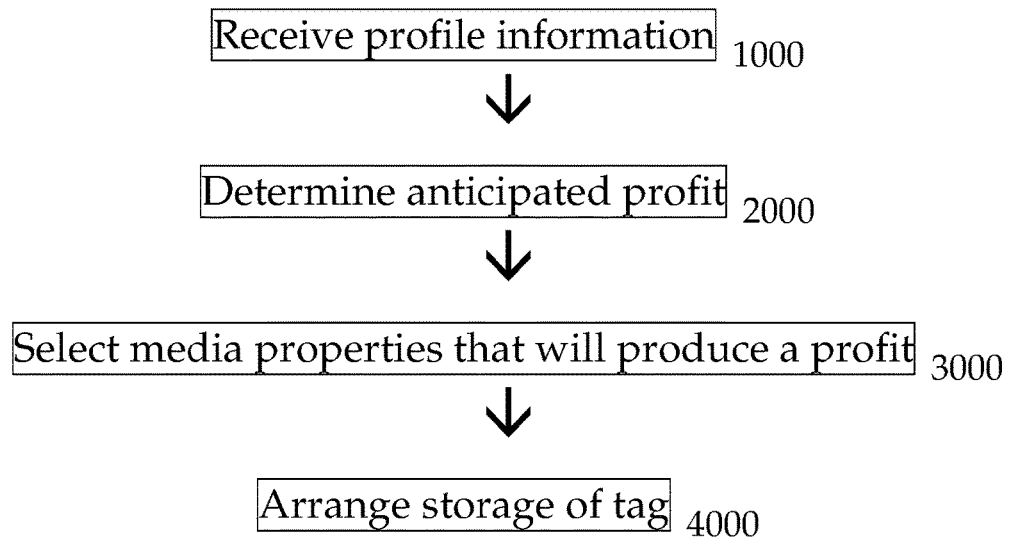 Receive profile information 1000
Determine anticipated profit 2000
Select media properties that will produce a profit 3000
Arrange storage of tag 4000